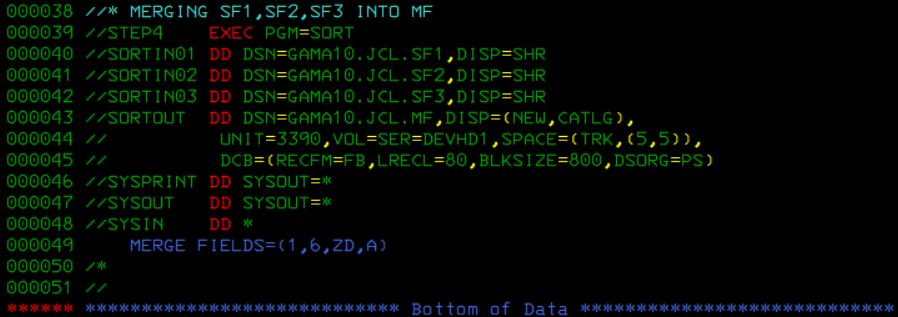 000038 //* MERGING SF1,SF2,SF3 INTO MF
000039 //STEP4    EXEC PGM=SORT
000040 //SORTIN01 DD DSN=GAMA10.JCL.SF1,DISP=SHR
000041 //SORTIN02 DD DSN=GAMA10.JCL.SF2,DISP=SHR
000042 //SORTIN03 DD DSN=GAMA10.JCL.SF3,DISP=SHR
000043 //SORTOUT  DD DSN=GAMA10.JCL.MF,DISP=(NEW,CATLG),
000044 //          UNIT=3390,VOL=SER=DEVHD1,SPACE=(TRK,(5,5)),
000045 //          DCB=(RECFM=FB,LRECL=80,BLKSIZE=800,DSORG=PS)
000046 //SYSPRINT DD SYSOUT=*
000047 //SYSOUT   DD SYSOUT=*
000048 //SYSIN    DD *
000049     MERGE FIELDS=(1,6,ZD,A)
000050 /*
000051 //
****** **************************** Bottom of Data ****************************